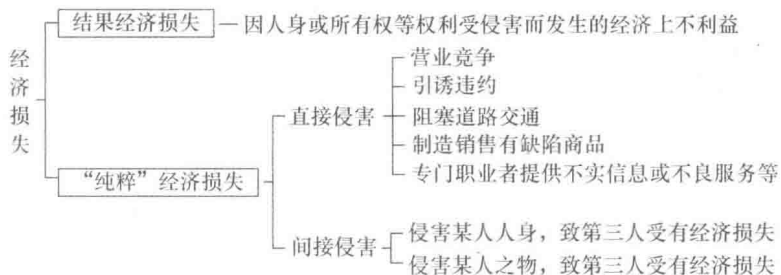 结果经济损失
因人身或所有权等权利受侵害而发生的经济上不利益
经济损失
营业竞争
引诱违约
直接侵害
阻塞道路交通
制造销售有缺陷商品
“纯粹”经济损失
专门职业者提供不实信息或不良服务等
间接侵害
侵害某人人身，致第三人受有经济损失
侵害某人之物，致第三人受有经济损失